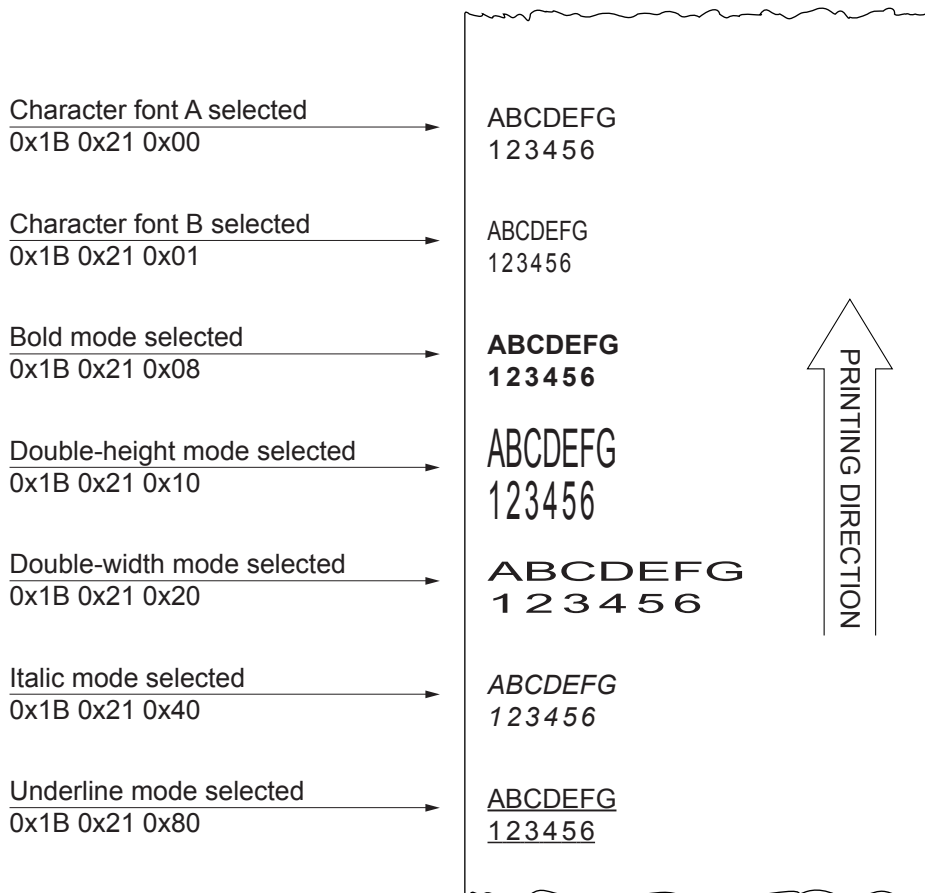 Character font A selected
0x1B 0x21 0x00
ABCDEFG
123456
Character font B selected
0x1B 0x21 0x01
ABCDEFG
123456
Bold mode selected
0x1B 0x21 0x08
ABCDEFG
123456
Double-height mode selected
0x1B 0x21 0x10
ABCDEFG
123456
Double-width mode selected
0x1B 0x21 0x20
ABCDEFG
123456
Italic mode selected
0x1B 0x21 0x40
ABCDEFG
123456
Underline mode selected
0x1B 0x21 0x80
ABCDEFG
123456
PRINTING DIRECTION